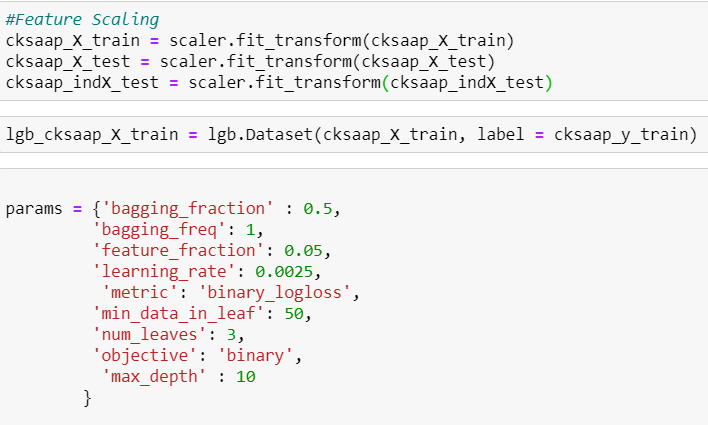 #Feature Scaling
cksaap_X_train = scaler.fit_transform(cksaap_X_train)
cksaap_X_test = scaler.fit_transform(cksaap_X_test)
cksaap_indX_test = scaler.fit_transform(cksaap_indX_test)
lgb_cksaap_X_train = lgb.Dataset(cksaap_X_train, label = cksaap_y_train)
params = {'bagging_fraction' : 0.5,
'bagging_freq': 1,
'feature_fraction': 0.05,
'learning_rate': 0.0025,
'metric': 'binary_logloss',
'min_data_in_leaf': 50,
'num_leaves': 3,
'objective': 'binary',
'max_depth' : 10
}